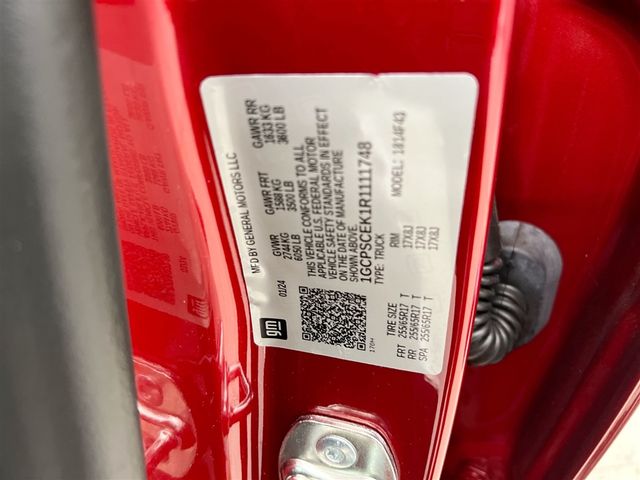 MFD BY GENERAL MOTORS LLC
01/24
GVWR GAWR FRT GAWR RR
2744KG 1588 KG 1633 KG
6050 LB 3500 LB 3600 LB
THIS VEHICLE CONFORMS TO ALL
APPLICABLE U.S. FEDERAL MOTOR
VEHICLE SAFETY STANDARDS IN EFFECT
ON THE DATE OF MANUFACTURE
SHOWN ABOVE.
1GCPSCEK1R1111748
TYPE: TRUCK MODEL: 1814F43
TIRE SIZE RIM
FRT 255/65R17 T 17X8J
RR 255/65R17 T 17X8J
SPA 255/65R17 T 17X8J
gm